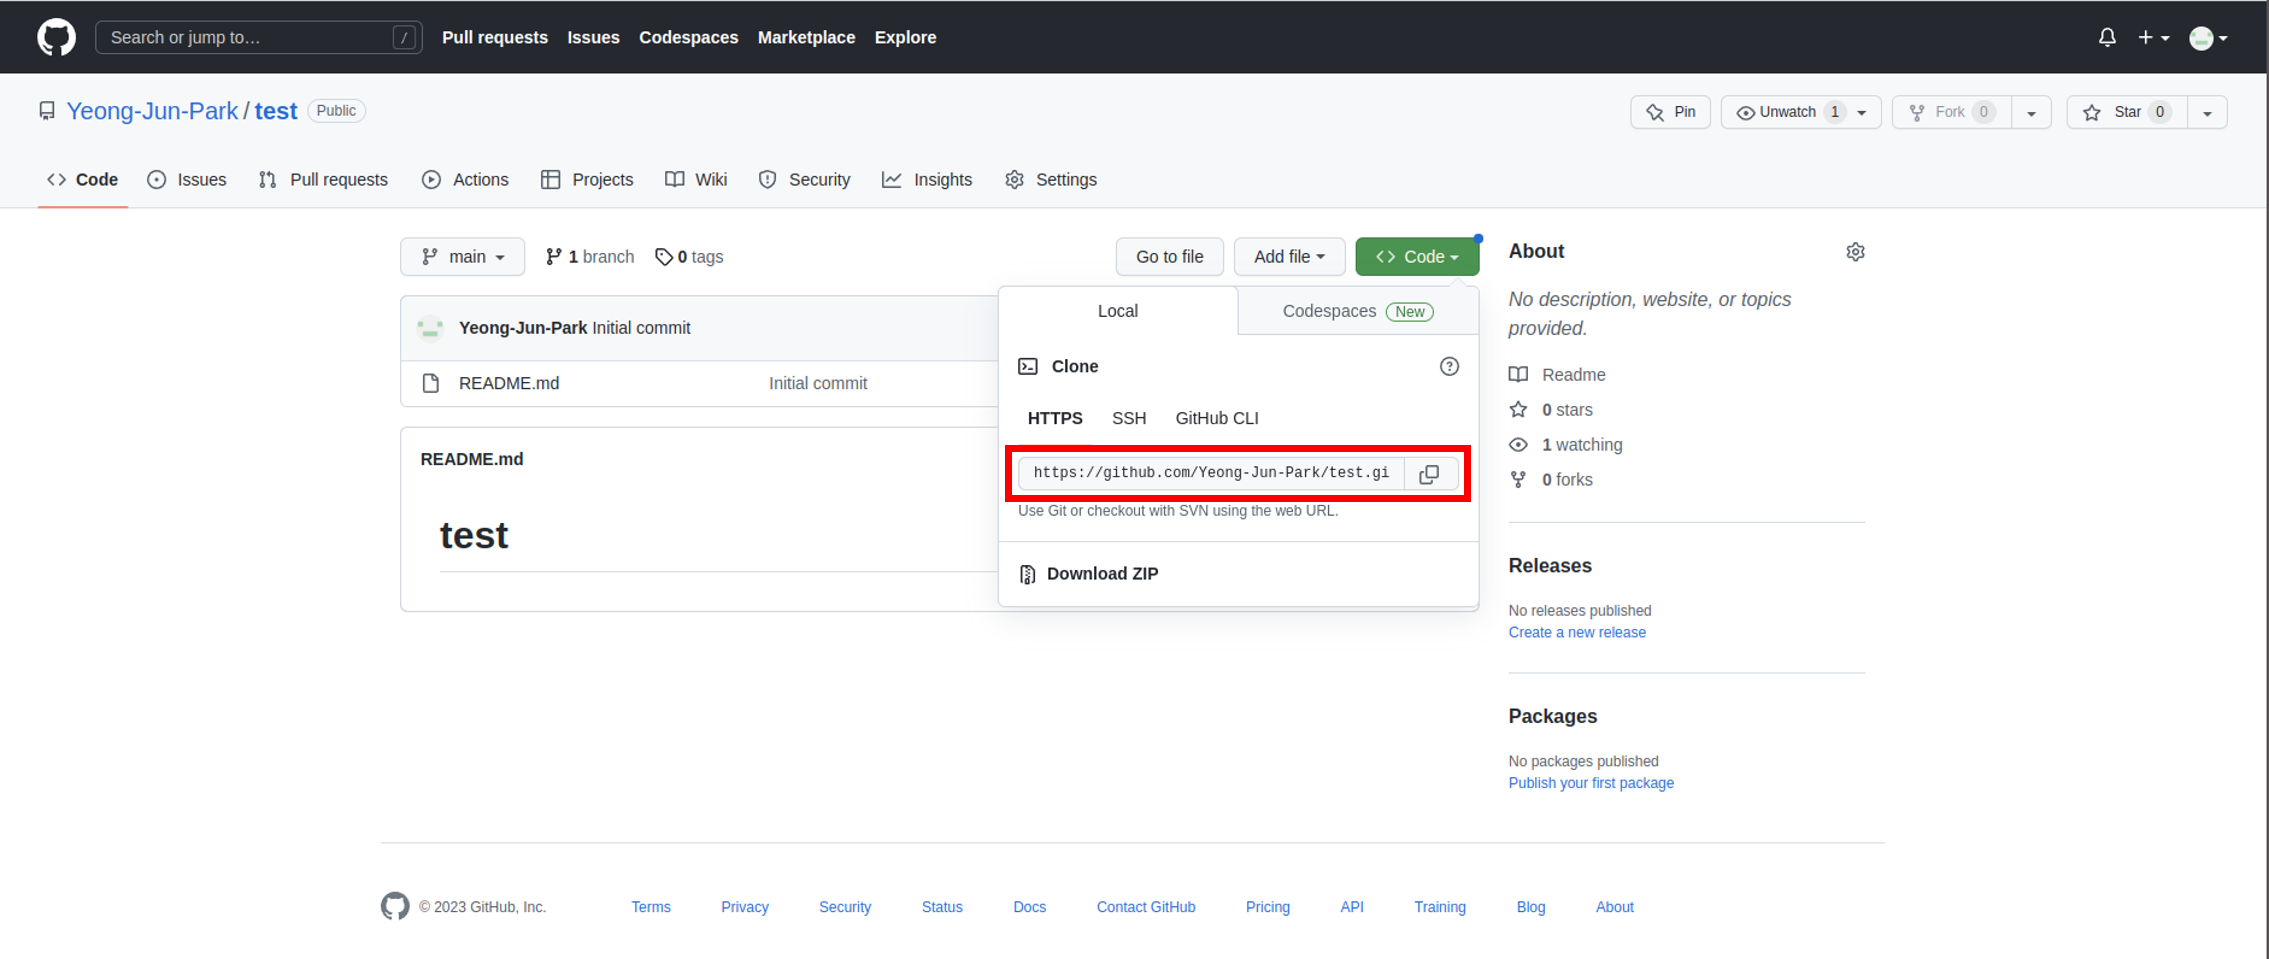 Search or jump to… / Pull requests Issues Codespaces Marketplace Explore
Yeong-Jun-Park / test Public Pin Unwatch 1 Fork 0 Star 0
Code Issues Pull requests Actions Projects Wiki Security Insights Settings
main 1 branch 0 tags Go to file Add file Code
Yeong-Jun-Park Initial commit
README.md Initial commit
README.md
test
Local Codespaces New
Clone
HTTPS SSH GitHub CLI
https://github.com/Yeong-Jun-Park/test.gi
Use Git or checkout with SVN using the web URL.
Download ZIP
About
No description, website, or topics
provided.
Readme
0 stars
1 watching
0 forks
Releases
No releases published
Create a new release
Packages
No packages published
Publish your first package
© 2023 GitHub, Inc. Terms Privacy Security Status Docs Contact GitHub Pricing API Training Blog About